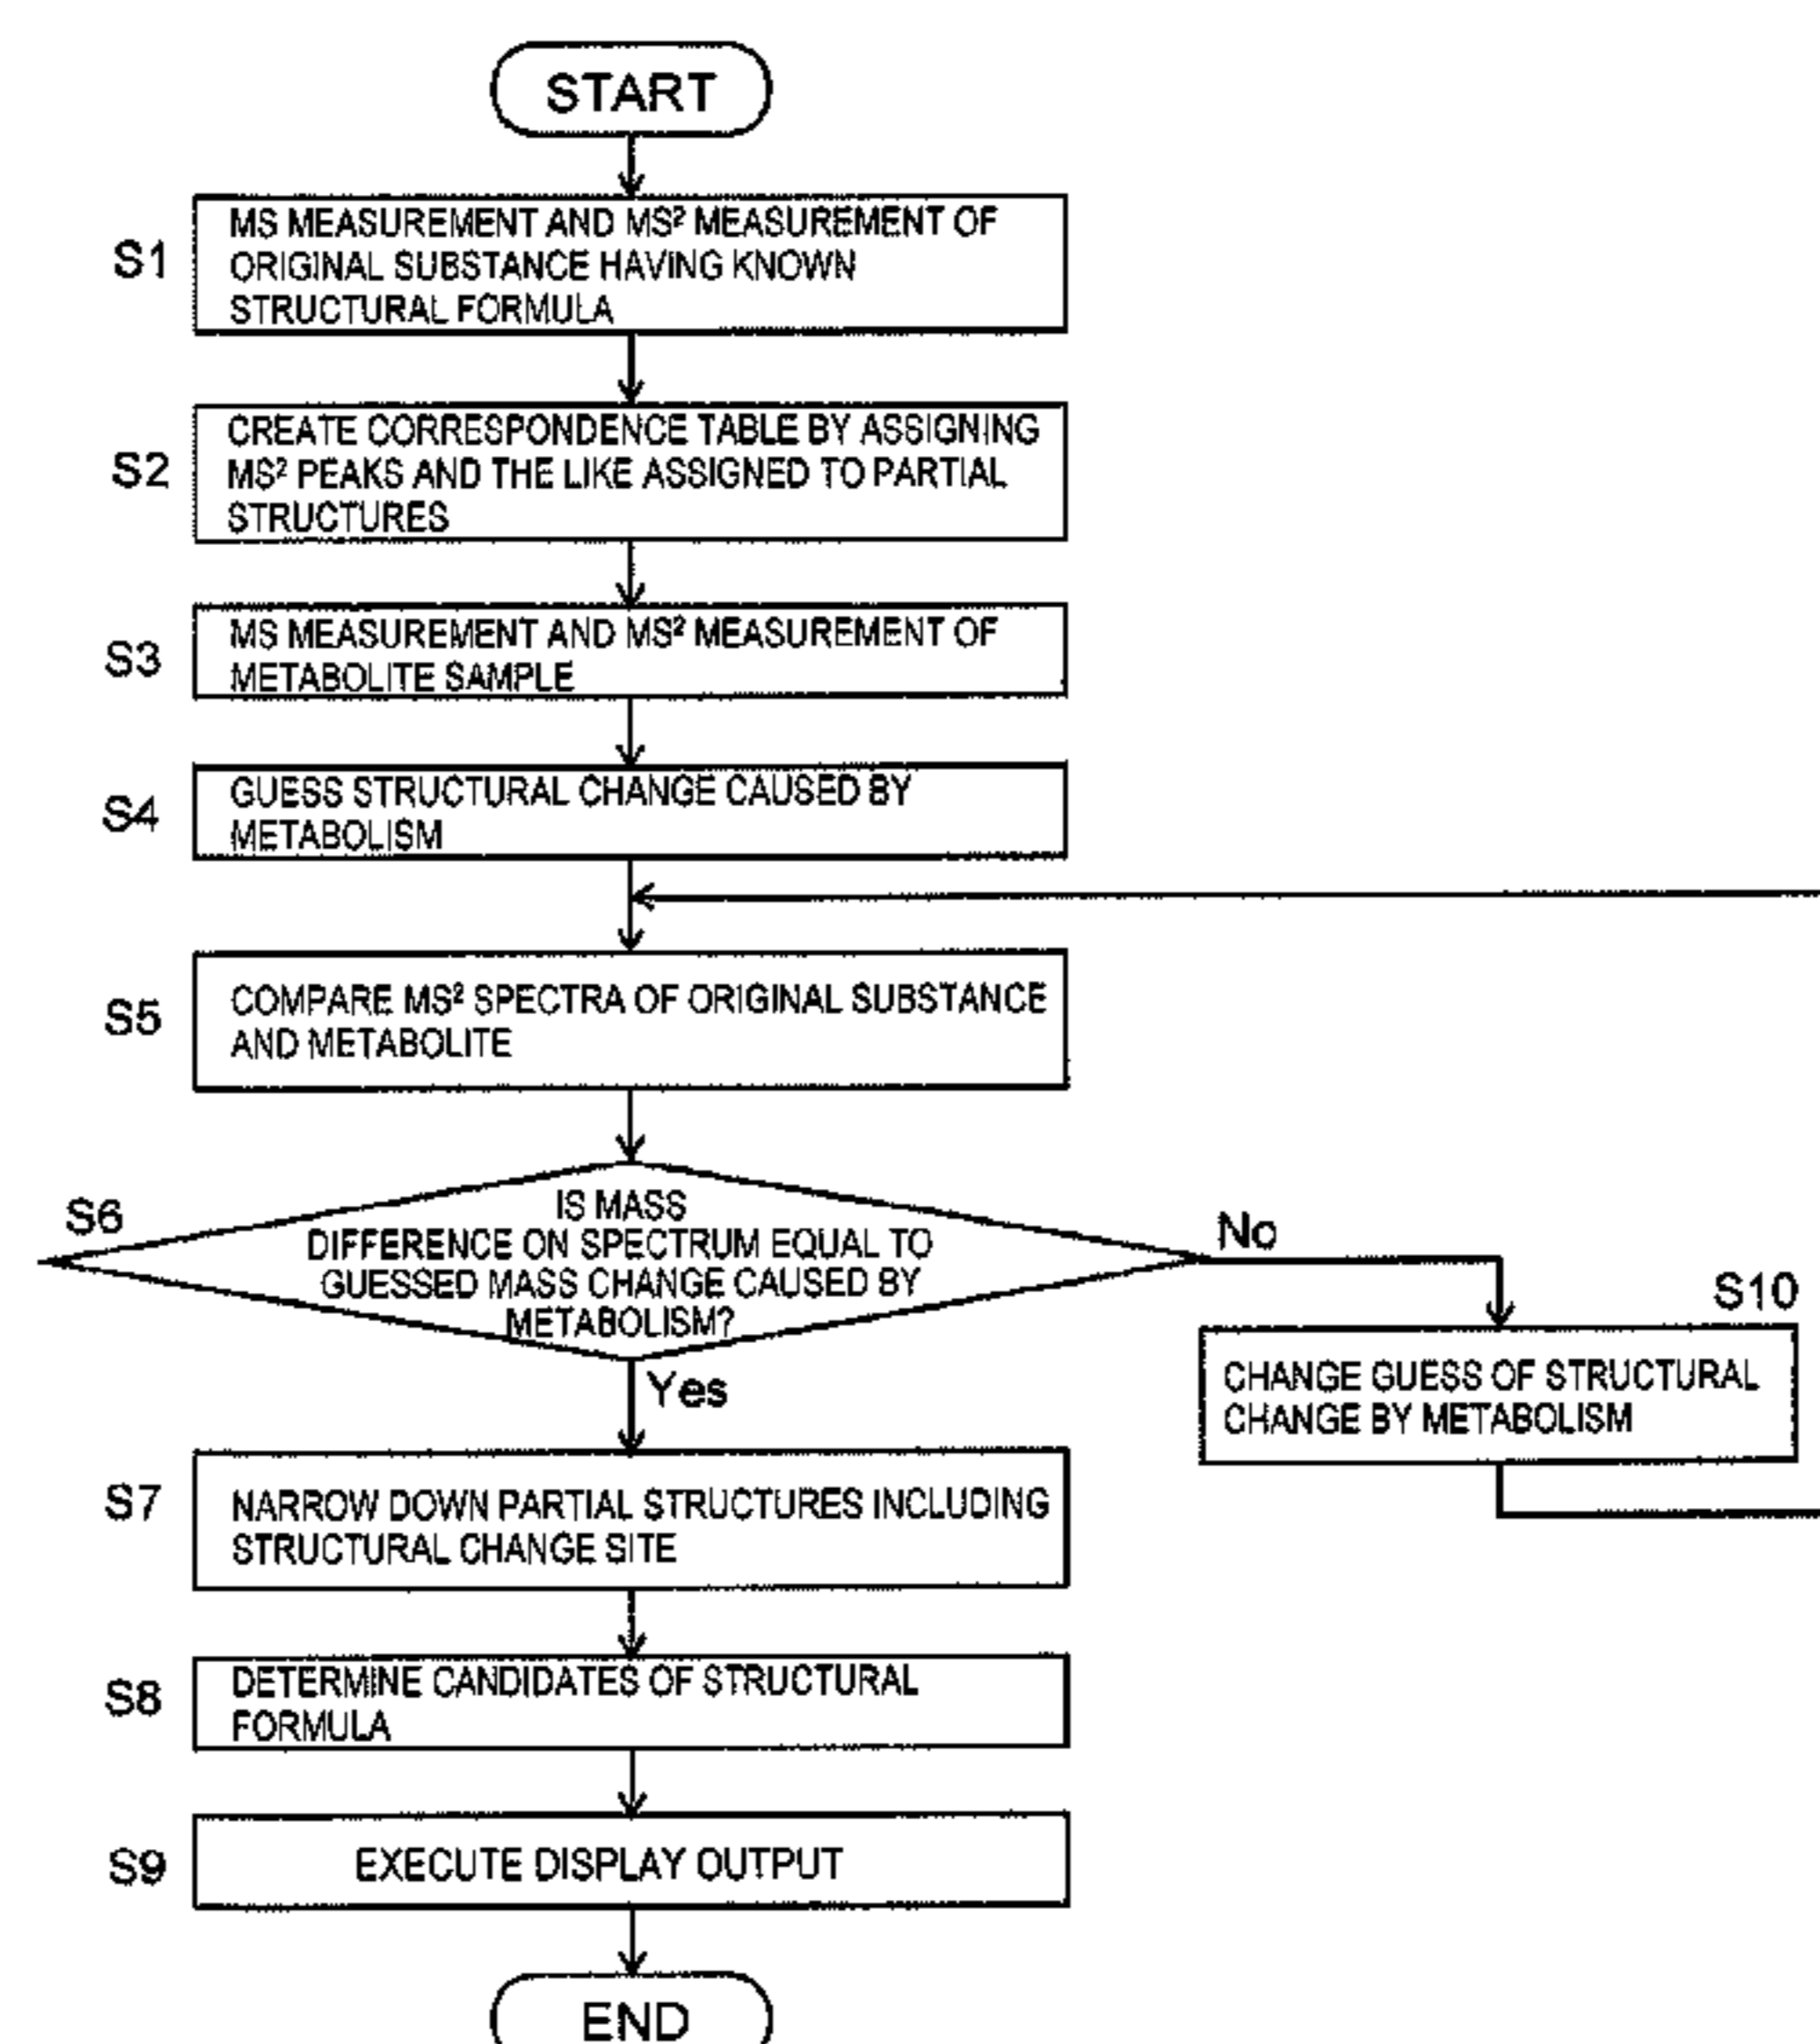 START
S1
MS MEASUREMENT AND MS² MEASUREMENT OF
ORIGINAL SUBSTANCE HAVING KNOWN
STRUCTURAL FORMULA
S2
CREATE CORRESPONDENCE TABLE BY ASSIGNING
MS² PEAKS AND THE LIKE ASSIGNED TO PARTIAL
STRUCTURES
S3
MS MEASUREMENT AND MS² MEASUREMENT OF
METABOLITE SAMPLE
S4
GUESS STRUCTURAL CHANGE CAUSED BY
METABOLISM
S5
COMPARE MS² SPECTRA OF ORIGINAL SUBSTANCE
AND METABOLITE
S6
IS MASS
DIFFERENCE ON SPECTRUM EQUAL TO
GUESSED MASS CHANGE CAUSED BY
METABOLISM?
No
S10
CHANGE GUESS OF STRUCTURAL
CHANGE BY METABOLISM
Yes
S7
NARROW DOWN PARTIAL STRUCTURES INCLUDING
STRUCTURAL CHANGE SITE
S8
DETERMINE CANDIDATES OF STRUCTURAL
FORMULA
S9
EXECUTE DISPLAY OUTPUT
END